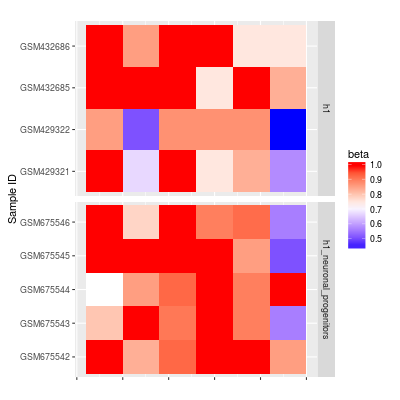 Sample ID
GSM432686
GSM432685
GSM429322
GSM429321
h1
GSM675546
GSM675545
GSM675544
GSM675543
GSM675542
h1_neuronal_progenitors
beta
1.0
0.9
0.8
0.7
0.6
0.5